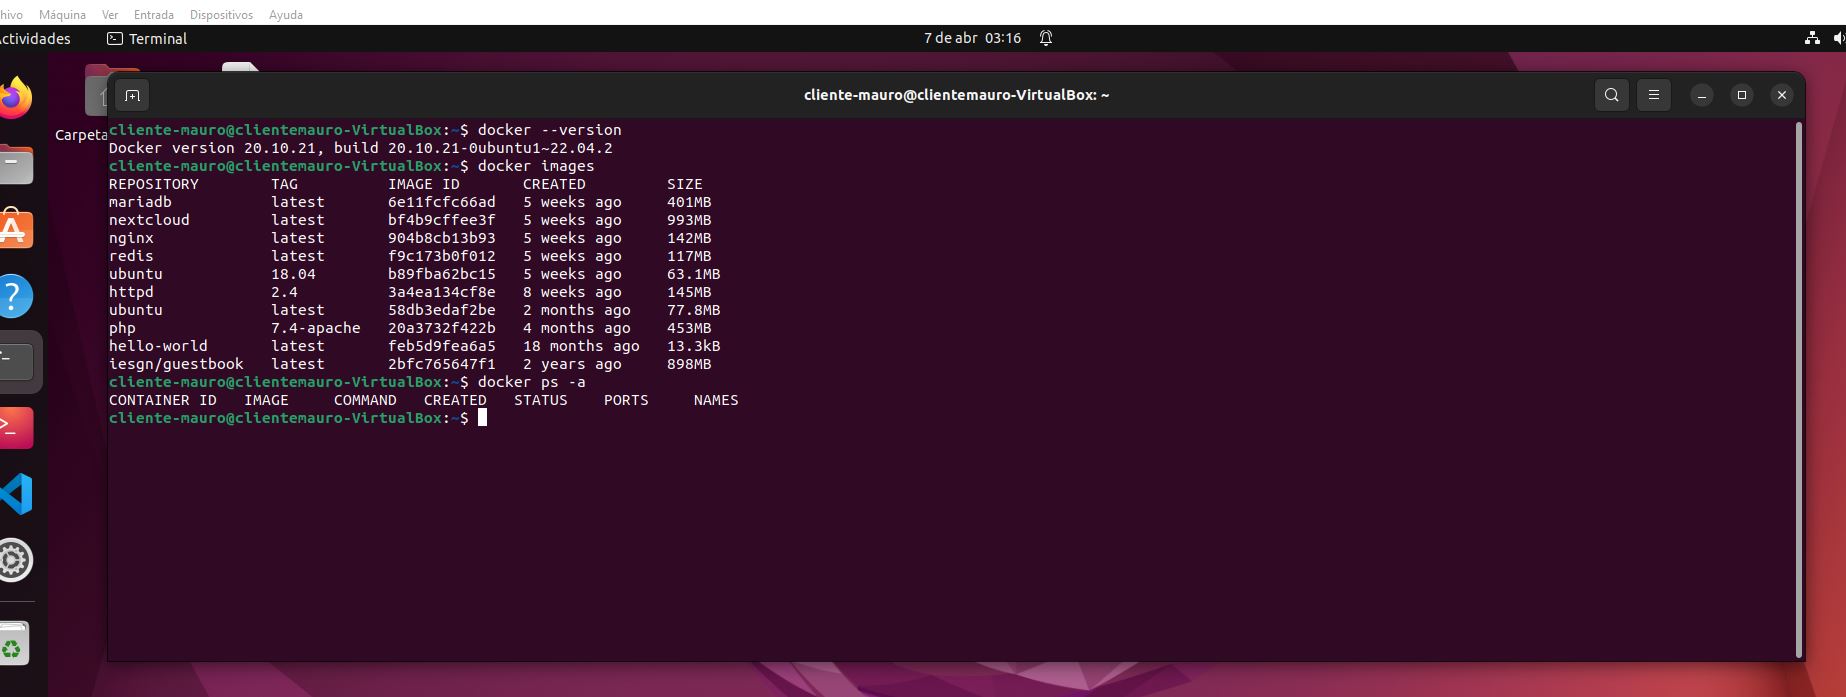 hivo Máquina Ver Entrada Dispositivos Ayuda
ctividades Terminal 7 de abr 03:16
cliente-mauro@clientemauro-VirtualBox: ~
Carpeta
cliente-mauro@clientemauro-VirtualBox:~$ docker --version
Docker version 20.10.21, build 20.10.21-0ubuntu1~22.04.2
cliente-mauro@clientemauro-VirtualBox:~$ docker images
REPOSITORY TAG IMAGE ID CREATED SIZE
mariadb latest 6e11fcfc66ad 5 weeks ago 401MB
nextcloud latest bf4b9cffee3f 5 weeks ago 993MB
nginx latest 904b8cb13b93 5 weeks ago 142MB
redis latest f9c173b0f012 5 weeks ago 117MB
ubuntu 18.04 b89fba62bc15 5 weeks ago 63.1MB
httpd 2.4 3a4ea134cf8e 8 weeks ago 145MB
ubuntu latest 58db3edaf2be 2 months ago 77.8MB
php 7.4-apache 20a3732f422b 4 months ago 453MB
hello-world latest feb5d9fea6a5 18 months ago 13.3kB
iesgn/guestbook latest 2bfc765647f1 2 years ago 898MB
cliente-mauro@clientemauro-VirtualBox:~$ docker ps -a
CONTAINER ID IMAGE COMMAND CREATED STATUS PORTS NAMES
cliente-mauro@clientemauro-VirtualBox:~$